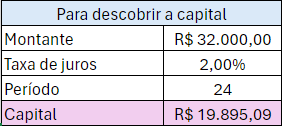 Para descobrir a capital
Montante R$ 32.000,00
Taxa de juros 2,00%
Período 24
Capital R$ 19.895,09